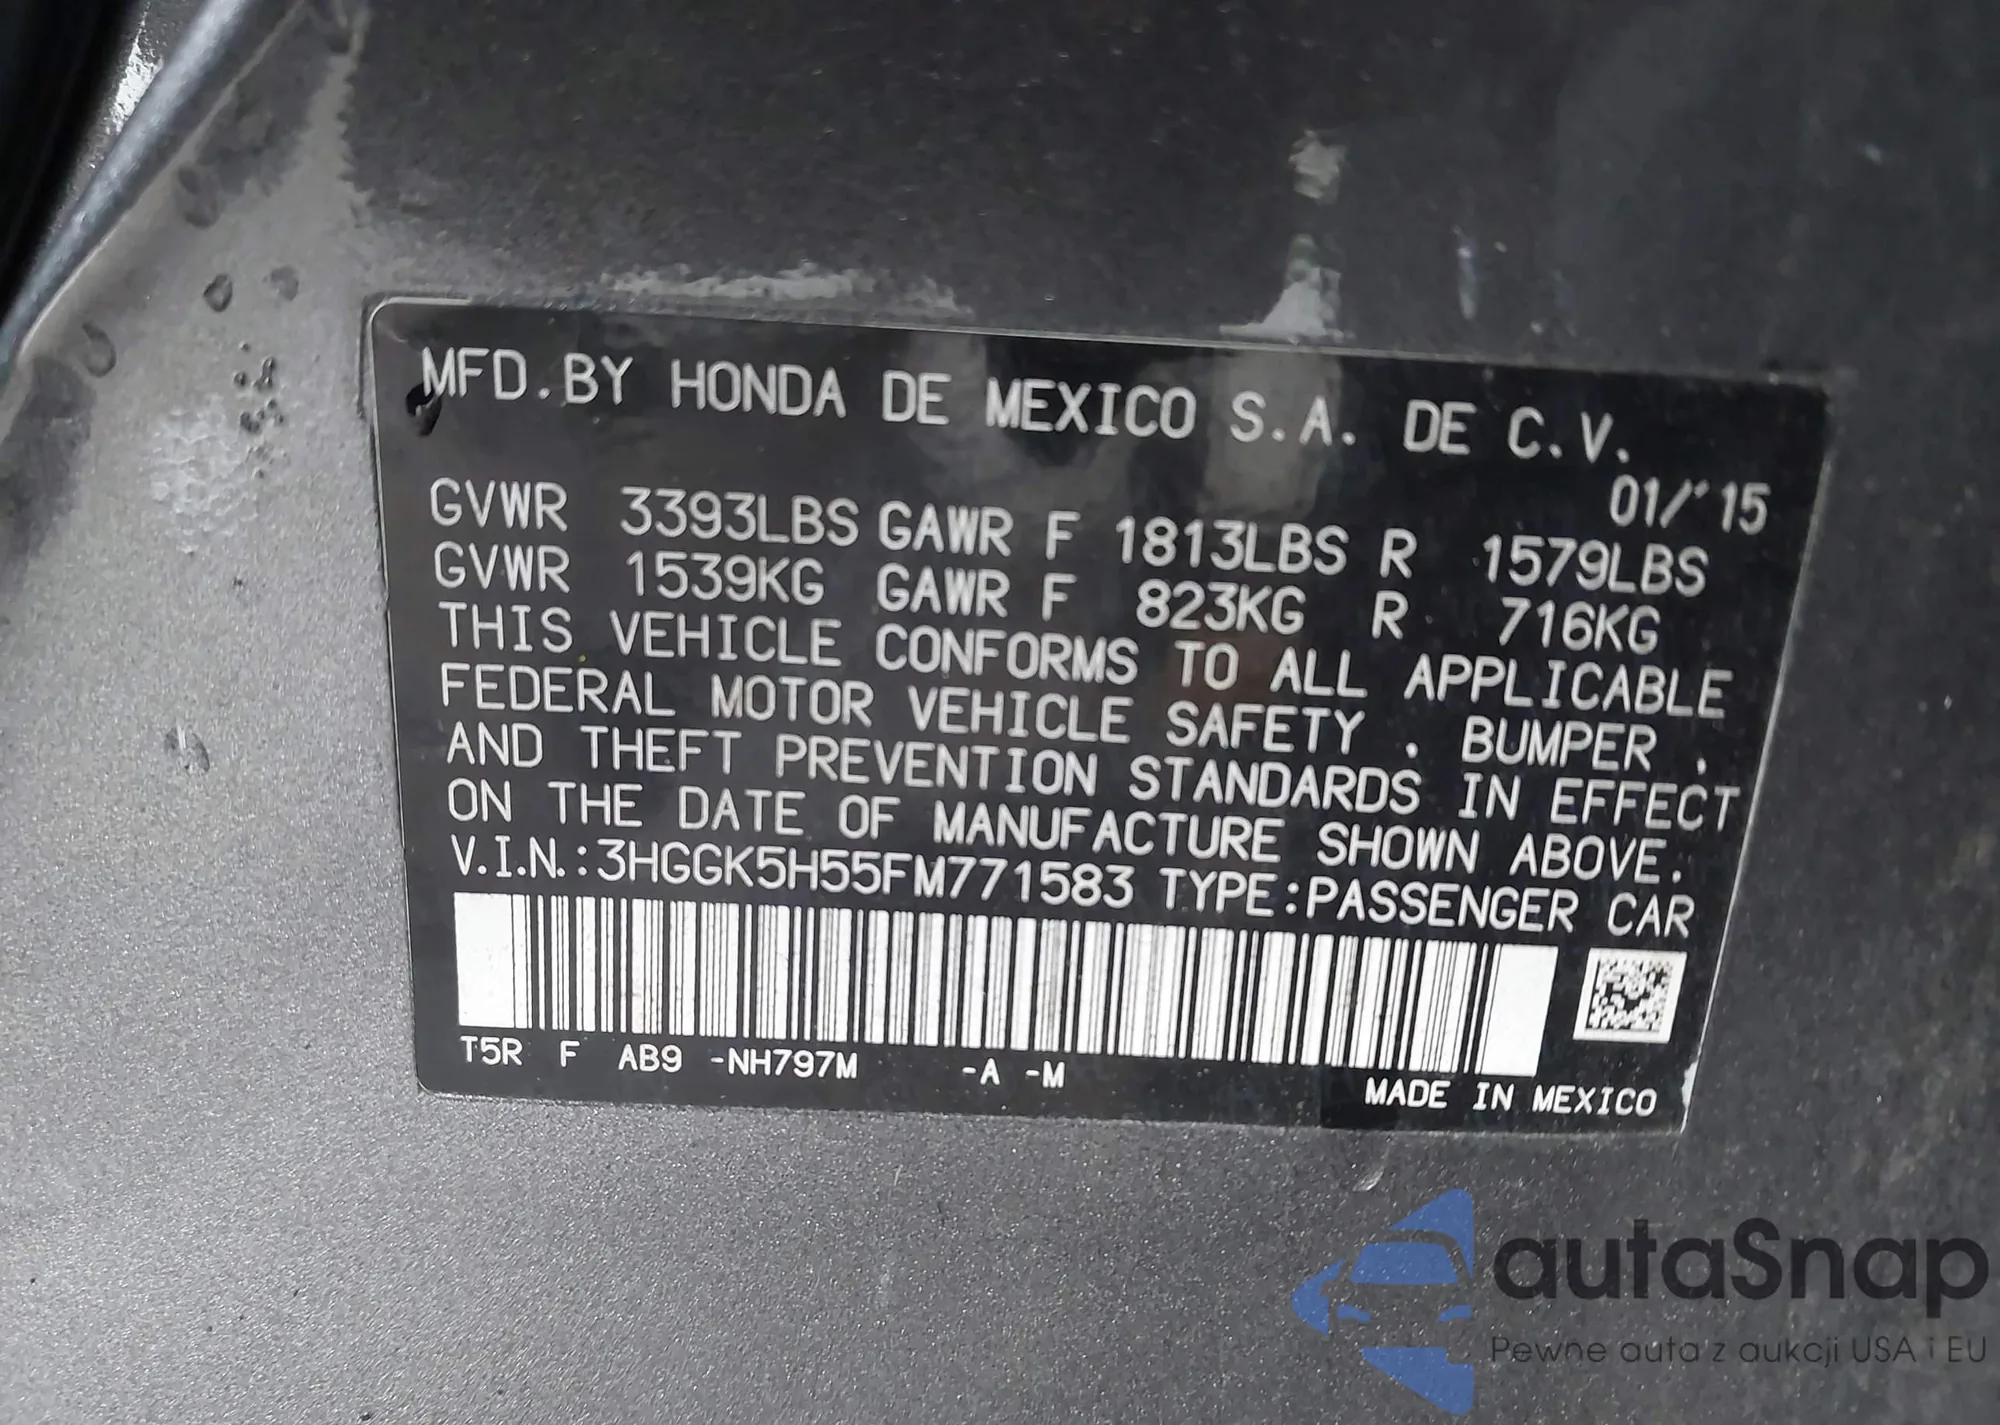 MFD.BY HONDA DE MEXICO S.A. DE C.V.
01/'15
GVWR 3393LBS GAWR F 1813LBS R 1579LBS
GVWR 1539KG GAWR F 823KG R 716KG
THIS VEHICLE CONFORMS TO ALL APPLICABLE
FEDERAL MOTOR VEHICLE SAFETY , BUMPER ,
AND THEFT PREVENTION STANDARDS IN EFFECT
ON THE DATE OF MANUFACTURE SHOWN ABOVE.
V.I.N.:3HGGK5H55FM771583 TYPE:PASSENGER CAR
T5R F AB9 -NH797M -A -M
MADE IN MEXICO
autaSnap
Pewne auta z aukcji USA i EU